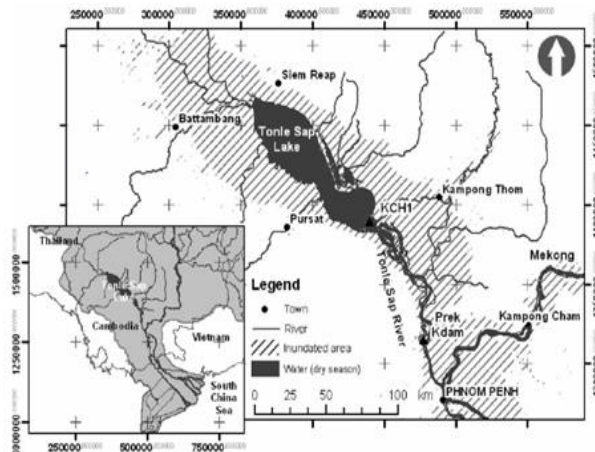 250000 300000 350000 400000 450000 500000 550000
Siem Reap
Battambang
Tonle Sap
Lake
Kampong Thom
KCH1
Pursat
Mekong
Tonle Sap River
Thailand
Tonle Sap
Lake
Cambodia
Vietnam
South
China
Sea
Legend
Town
River
Inundated area
Water (dry season)
0 25 50 100 km
Prek
Kdam
Kampong Cham
PHNOM PENH
1500000
1250000
250000 500000 750000